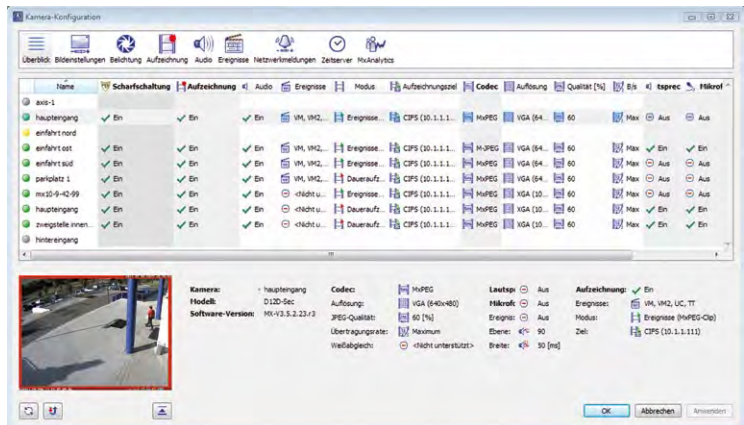 Kamera-Konfiguration
Überblick Bildeinstellungen Belichtung Aufzeichnung Audio Ereignisse Netzwerkmeldungen Zeitserver MxAnalytics
Name Scharfschaltung Aufzeichnung Audio Ereignisse Modus Aufzeichnungsziel Codec Auflösung Qualität [%] B/s tsprec Mikrof
axis-1
haupteingang Ein Ein Ein VM, VM2,... Ereignisse... CIFS (10.1.1.1... MxPEG VGA (64... 60 Max Aus Aus
einfahrt nord
einfahrt ost Ein Ein Ein VM, VM2,... Ereignisse... CIFS (10.1.1.1... M-JPEG VGA (64... 60 Max Ein Ein
einfahrt süd Ein Ein Ein VM, VM2,... Ereignisse... CIFS (10.1.1.1... MxPEG VGA (64... 60 Max Aus Aus
parkplatz 1 Ein Ein Ein VM, VM2,... Daueraufz... CIFS (10.1.1.1... MxPEG VGA (64... 60 Max Aus Aus
mx10-9-42-99 Ein Ein Ein <Nicht u... Ereignisse... CIFS (10.1.1.1... MxPEG XGA (10... 60 Max Aus Aus
haupteingang Ein Ein Ein <Nicht u... Daueraufz... CIFS (10.1.1.1... MxPEG XGA (10... 60 Max Ein Ein
zweigstelle innen... Ein Ein Ein <Nicht u... Daueraufz... CIFS (10.1.1.1... MxPEG XGA (10... 60 Max Ein Ein
hintereingang
Kamera: haupteingang Codec: MxPEG Lautspr Aus Aufzeichnung: Ein
Modell: D12D-Sec Auflösung: VGA (640x480) Mikrofc Aus Ereignisse: VM, VM2, UC, TT
Software-Version: MX-V3.5.2.23.r3 JPEG-Qualität: 60 [%] Ereignis: Aus Modus: Ereignisse (MxPEG-Clip)
Übertragungsrate: Maximum Ebene: 90 Ziel: CIFS (10.1.1.111)
Weißabgleich: <Nicht unterstützt> Breite: 50 [ms]
OK Abbrechen Anwenden